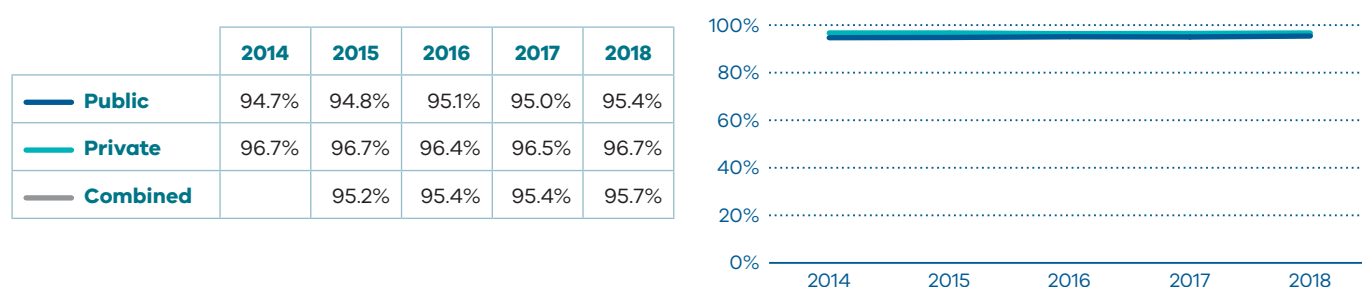 2014 2015 2016 2017 2018
Public 94.7% 94.8% 95.1% 95.0% 95.4%
Private 96.7% 96.7% 96.4% 96.5% 96.7%
Combined 95.2% 95.4% 95.4% 95.7%
100%
80%
60%
40%
20%
0%
2014 2015 2016 2017 2018